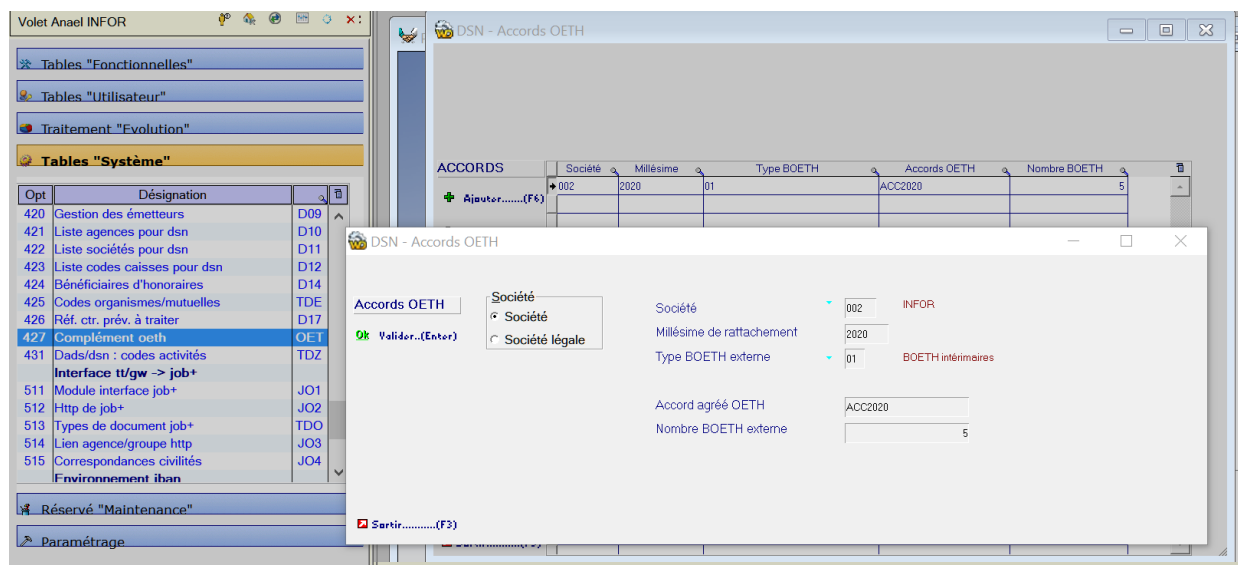 Volet Anael INFOR
Tables "Fonctionnelles"
Tables "Utilisateur"
Traitement "Evolution"
Tables "Système"
Opt Désignation
420 Gestion des émetteurs D09
421 Liste agences pour dsn D10
422 Liste sociétés pour dsn D11
423 Liste codes caisses pour dsn D12
424 Bénéficiaires d'honoraires D14
425 Codes organismes/mutuelles TDE
426 Réf. ctr. prév. à traiter D17
427 Complément oeth OET
431 Dads/dsn : codes activités TDZ
Interface tt/gw -> job+
511 Module interface job+ JO1
512 Http de job+ JO2
513 Types de document job+ TDO
514 Lien agence/groupe http JO3
515 Correspondances civilités JO4
Environnement iban
Réservé "Maintenance"
Paramétrage
DSN - Accords OETH
ACCORDS Société Millésime Type BOETH Accords OETH Nombre BOETH
002 2020 01 ACC2020 5
Ajouter.......(F6)
DSN - Accords OETH
Accords OETH
Ok Valider..(Enter)
Société
Société
Société légale
Société 002 INFOR
Millésime de rattachement 2020
Type BOETH externe 01 BOETH intérimaires
Accord agréé OETH ACC2020
Nombre BOETH externe 5
Sortir...........(F3)